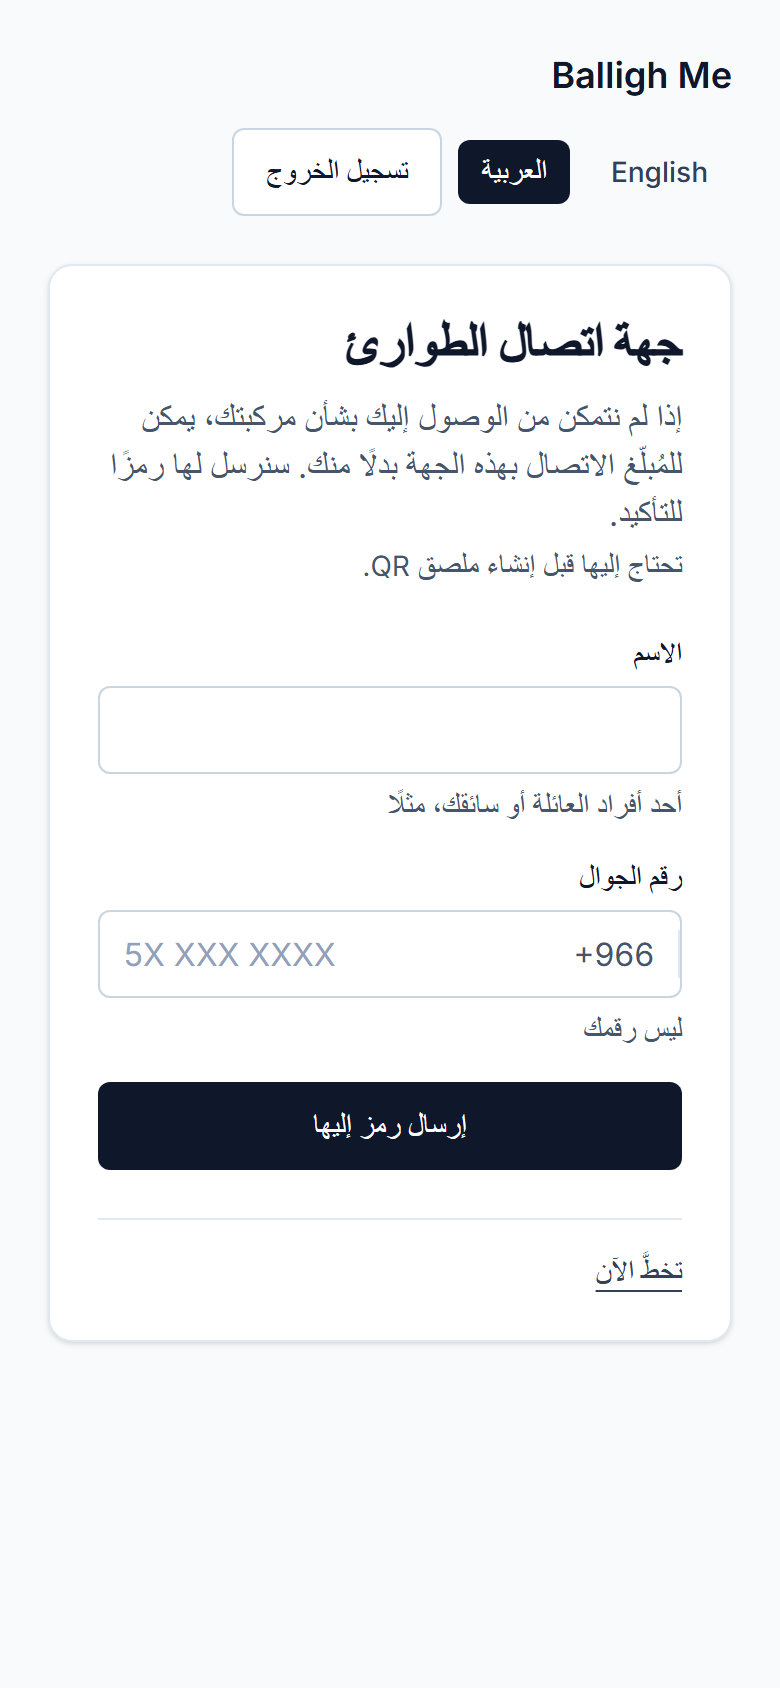 Balligh Me
English
العربية
تسجيل الخروج
جهة اتصال الطوارئ
إذا لم نتمكن من الوصول إليك بشأن مركبتك، يمكن
للمُبلّغ الاتصال بهذه الجهة بدلًا منك. سنرسل لها رمزًا
للتأكيد.
تحتاج إليها قبل إنشاء ملصق QR.
الاسم
أحد أفراد العائلة أو سائقك، مثلًا
رقم الجوال
+966
5X XXX XXXX
ليس رقمك
إرسال رمز إليها
تخطَّ الآن